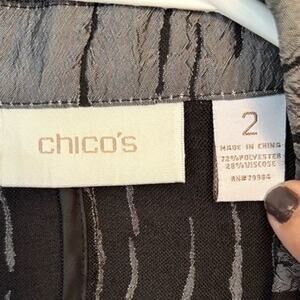 chico's
2
MADE IN CHINA
72%POLYESTER
28%VISCOSE
RN#79984